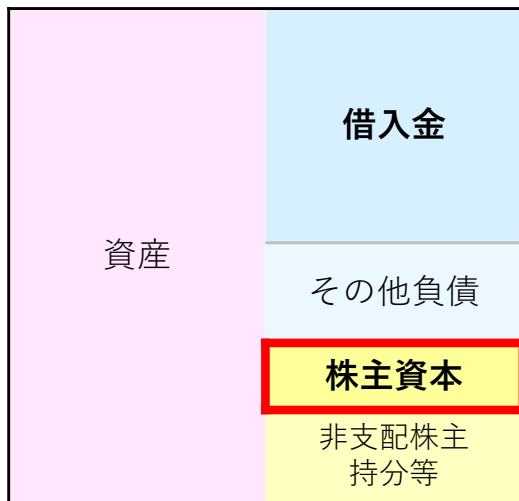 資産
借入金
その他負債
株主資本
非支配株主
持分等